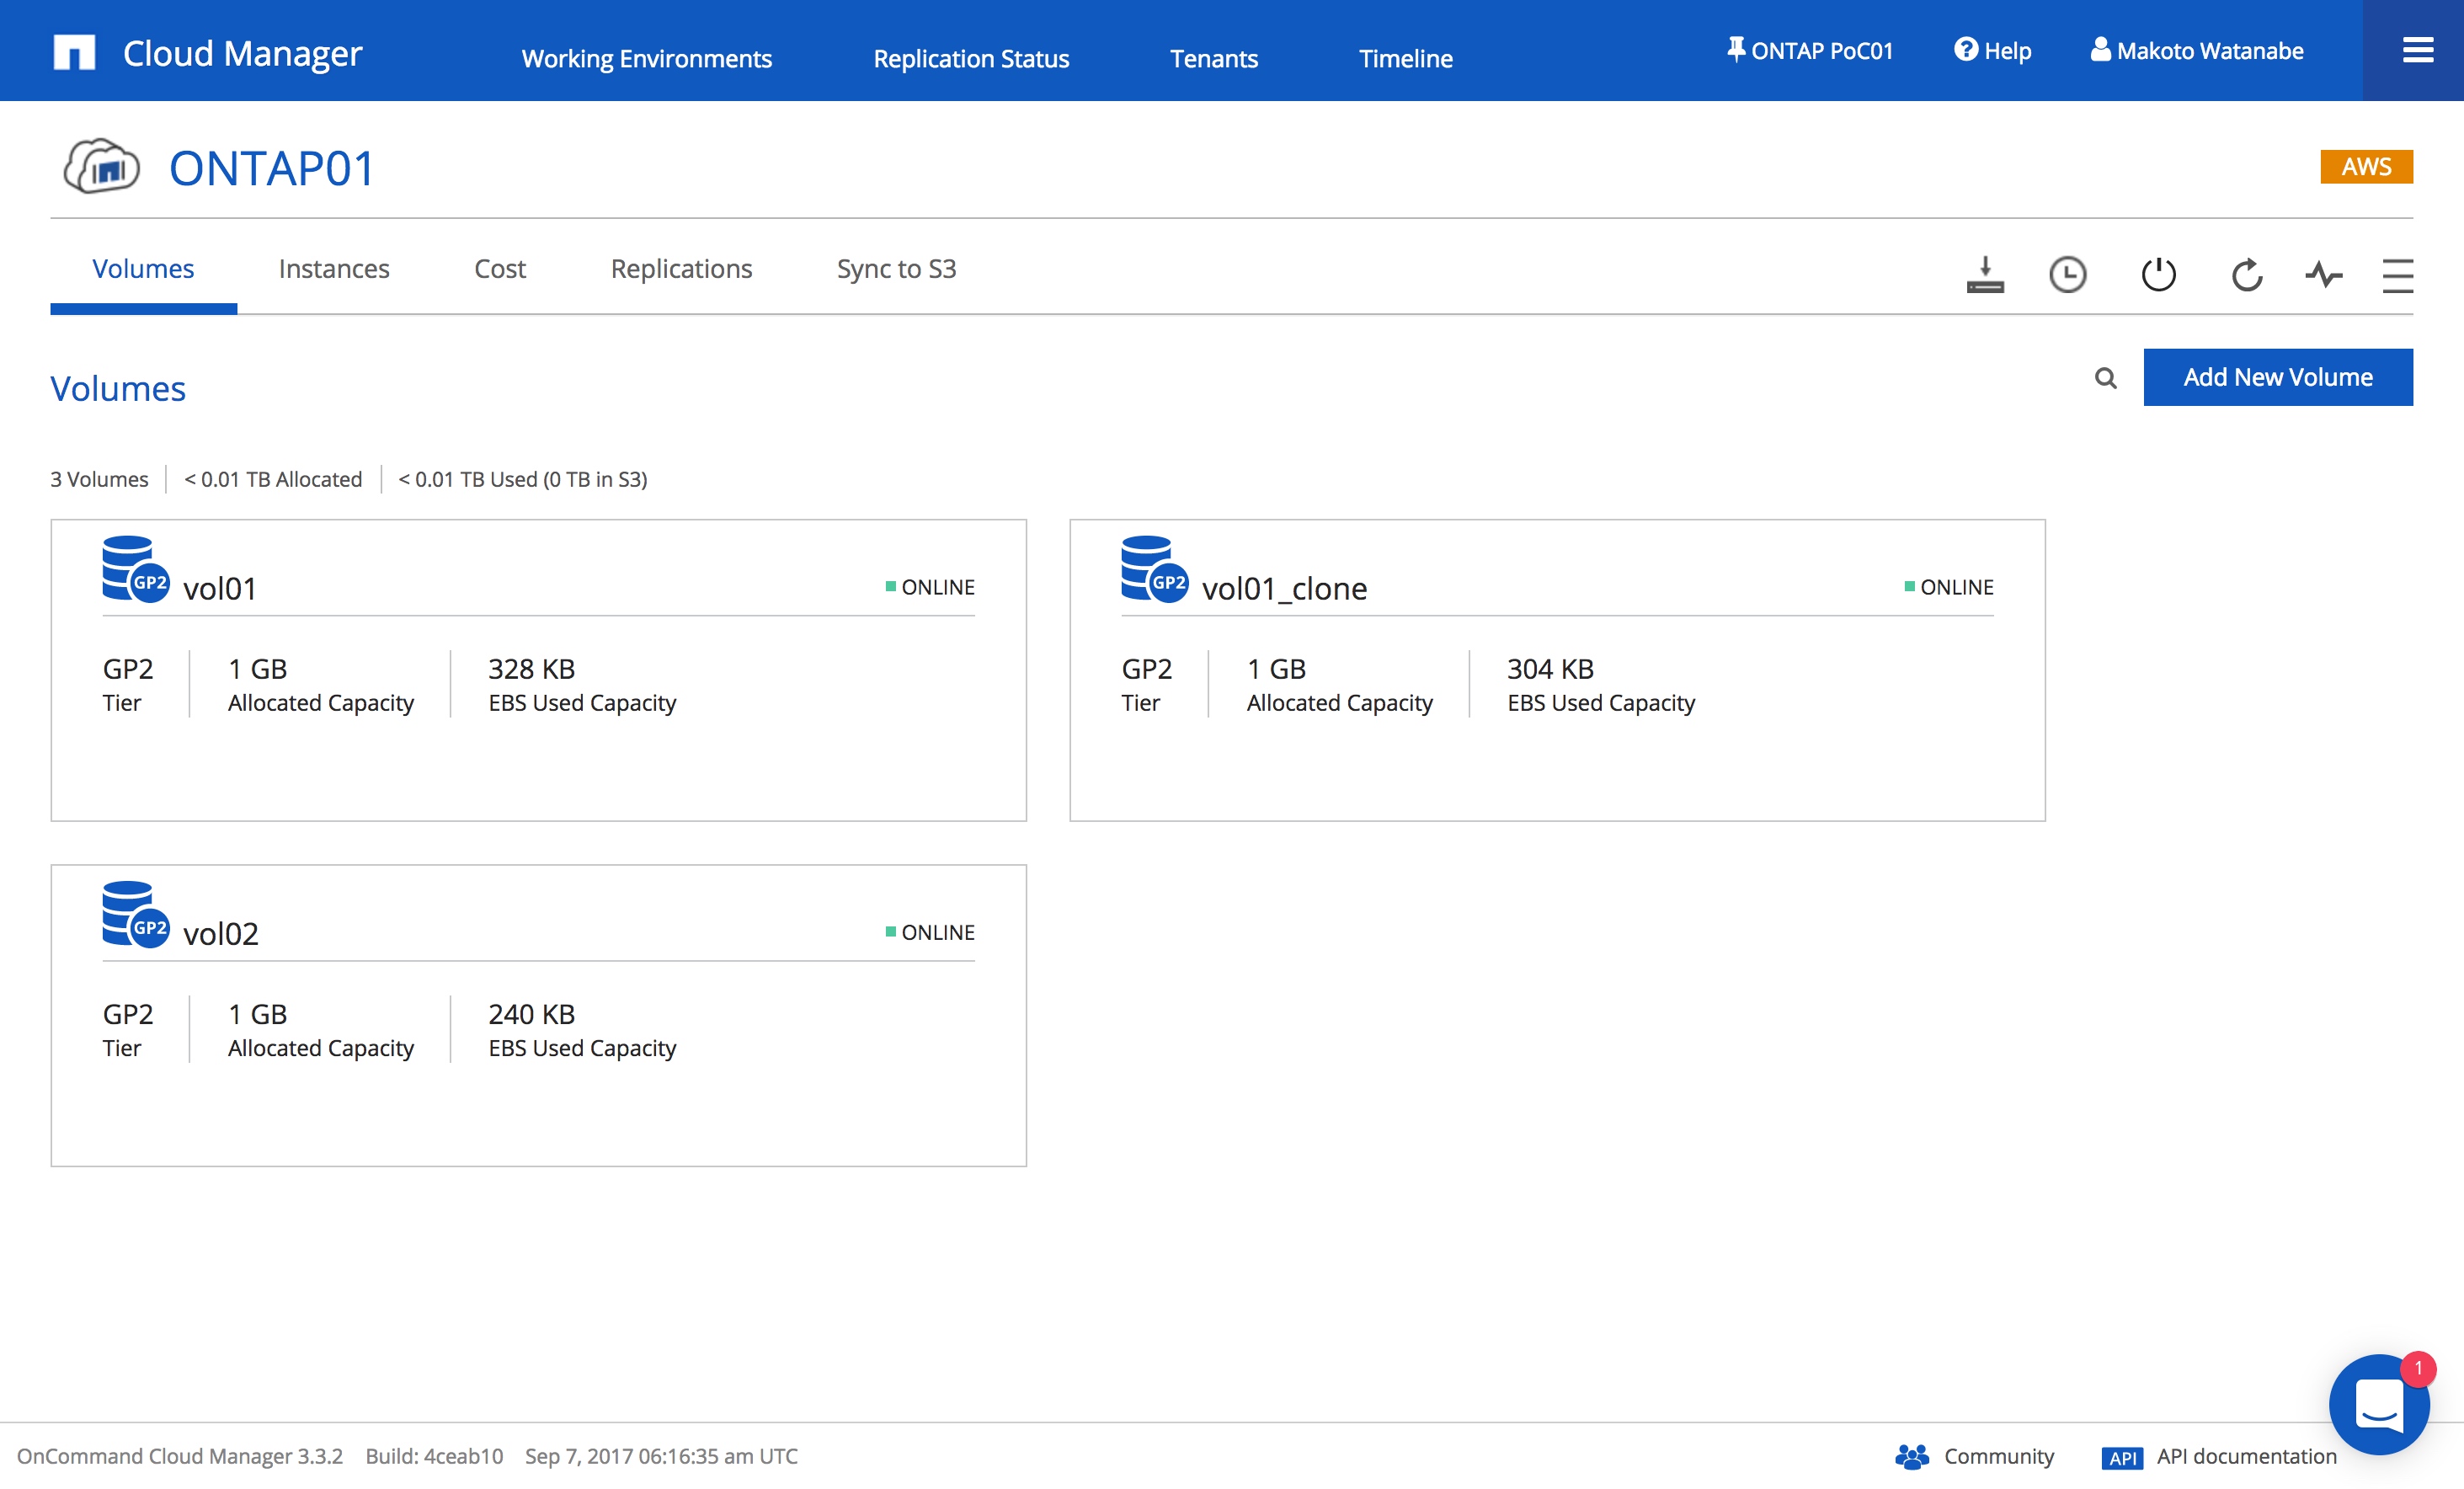 Cloud Manager Working Environments Replication Status Tenants Timeline ONTAP PoC01 Help Makoto Watanabe
ONTAP01 AWS
Volumes Instances Cost Replications Sync to S3
Volumes Add New Volume
3 Volumes < 0.01 TB Allocated < 0.01 TB Used (0 TB in S3)
GP2 vol01 ONLINE
GP2 1 GB 328 KB
Tier Allocated Capacity EBS Used Capacity
GP2 vol01_clone ONLINE
GP2 1 GB 304 KB
Tier Allocated Capacity EBS Used Capacity
GP2 vol02 ONLINE
GP2 1 GB 240 KB
Tier Allocated Capacity EBS Used Capacity
1
OnCommand Cloud Manager 3.3.2 Build: 4ceab10 Sep 7, 2017 06:16:35 am UTC Community API API documentation